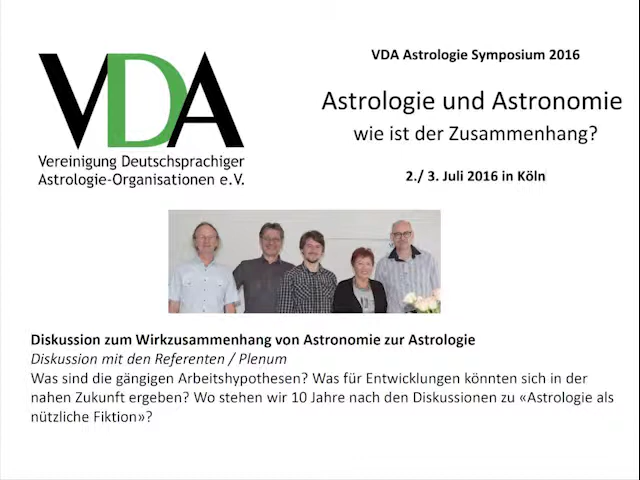 VDA
Vereinigung Deutschsprachiger
Astrologie-Organisationen e.V.
VDA Astrologie Symposium 2016
Astrologie und Astronomie
wie ist der Zusammenhang?
2./ 3. Juli 2016 in Köln
Diskussion zum Wirkzusammenhang von Astronomie zur Astrologie
Diskussion mit den Referenten / Plenum
Was sind die gängigen Arbeitshypothesen? Was für Entwicklungen könnten sich in der
nahen Zukunft ergeben? Wo stehen wir 10 Jahre nach den Diskussionen zu «Astrologie als
nützliche Fiktion»?